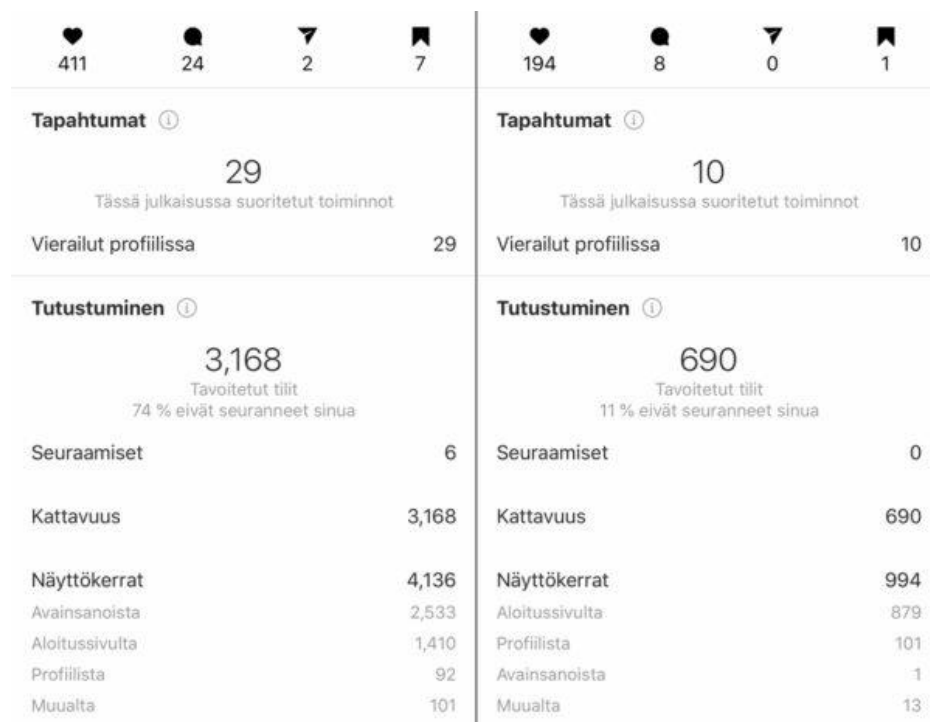 411 24 2 7
Tapahtumat
29
Tässä julkaisussa suoritetut toiminnot
Vierailut profiilissa 29
Tutustuminen
3,168
Tavoitetut tilit
74 % eivät seuranneet sinua
Seuraamiset 6
Kattavuus 3,168
Näyttökerrat 4,136
Avainsanoista 2,533
Aloitussivulta 1,410
Profiilista 92
Muualta 101
194 8 0 1
Tapahtumat
10
Tässä julkaisussa suoritetut toiminnot
Vierailut profiilissa 10
Tutustuminen
690
Tavoitetut tilit
11 % eivät seuranneet sinua
Seuraamiset 0
Kattavuus 690
Näyttökerrat 994
Aloitussivulta 879
Profiilista 101
Avainsanoista 1
Muualta 13